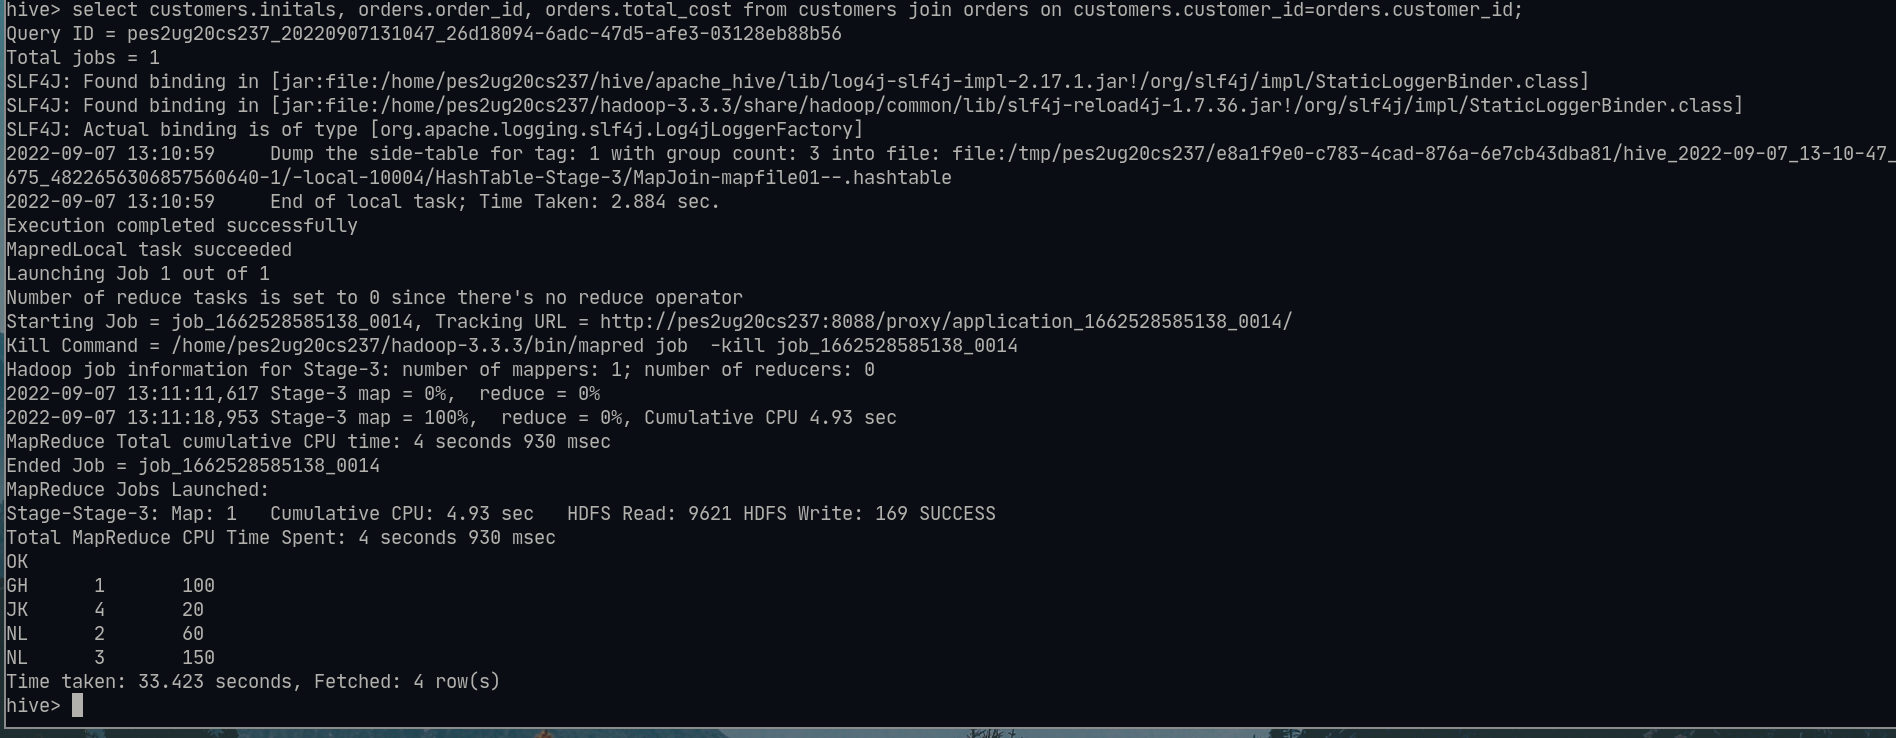 hive> select customers.initals, orders.order_id, orders.total_cost from customers join orders on customers.customer_id=orders.customer_id;
Query ID = pes2ug20cs237_20220907131047_26d18094-6adc-47d5-afe3-03128eb88b56
Total jobs = 1
SLF4J: Found binding in [jar:file:/home/pes2ug20cs237/hive/apache_hive/lib/log4j-slf4j-impl-2.17.1.jar!/org/slf4j/impl/StaticLoggerBinder.class]
SLF4J: Found binding in [jar:file:/home/pes2ug20cs237/hadoop-3.3.3/share/hadoop/common/lib/slf4j-reload4j-1.7.36.jar!/org/slf4j/impl/StaticLoggerBinder.class]
SLF4J: Actual binding is of type [org.apache.logging.slf4j.Log4jLoggerFactory]
2022-09-07 13:10:59     Dump the side-table for tag: 1 with group count: 3 into file: file:/tmp/pes2ug20cs237/e8a1f9e0-c783-4cad-876a-6e7cb43dba81/hive_2022-09-07_13-10-47_
675_4822656306857560640-1/-local-10004/HashTable-Stage-3/MapJoin-mapfile01--.hashtable
2022-09-07 13:10:59     End of local task; Time Taken: 2.884 sec.
Execution completed successfully
MapredLocal task succeeded
Launching Job 1 out of 1
Number of reduce tasks is set to 0 since there's no reduce operator
Starting Job = job_1662528585138_0014, Tracking URL = http://pes2ug20cs237:8088/proxy/application_1662528585138_0014/
Kill Command = /home/pes2ug20cs237/hadoop-3.3.3/bin/mapred job  -kill job_1662528585138_0014
Hadoop job information for Stage-3: number of mappers: 1; number of reducers: 0
2022-09-07 13:11:11,617 Stage-3 map = 0%,  reduce = 0%
2022-09-07 13:11:18,953 Stage-3 map = 100%,  reduce = 0%, Cumulative CPU 4.93 sec
MapReduce Total cumulative CPU time: 4 seconds 930 msec
Ended Job = job_1662528585138_0014
MapReduce Jobs Launched:
Stage-Stage-3: Map: 1   Cumulative CPU: 4.93 sec   HDFS Read: 9621 HDFS Write: 169 SUCCESS
Total MapReduce CPU Time Spent: 4 seconds 930 msec
OK
GH      1       100
JK      4       20
NL      2       60
NL      3       150
Time taken: 33.423 seconds, Fetched: 4 row(s)
hive>